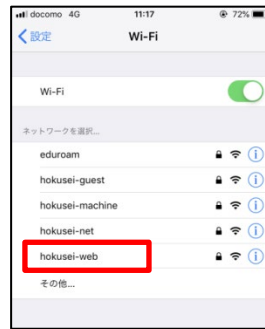 docomo 4G 11:17 72%
設定 Wi-Fi
Wi-Fi
ネットワークを選択...
eduroam
hokusei-guest
hokusei-machine
hokusei-net
hokusei-web
その他...